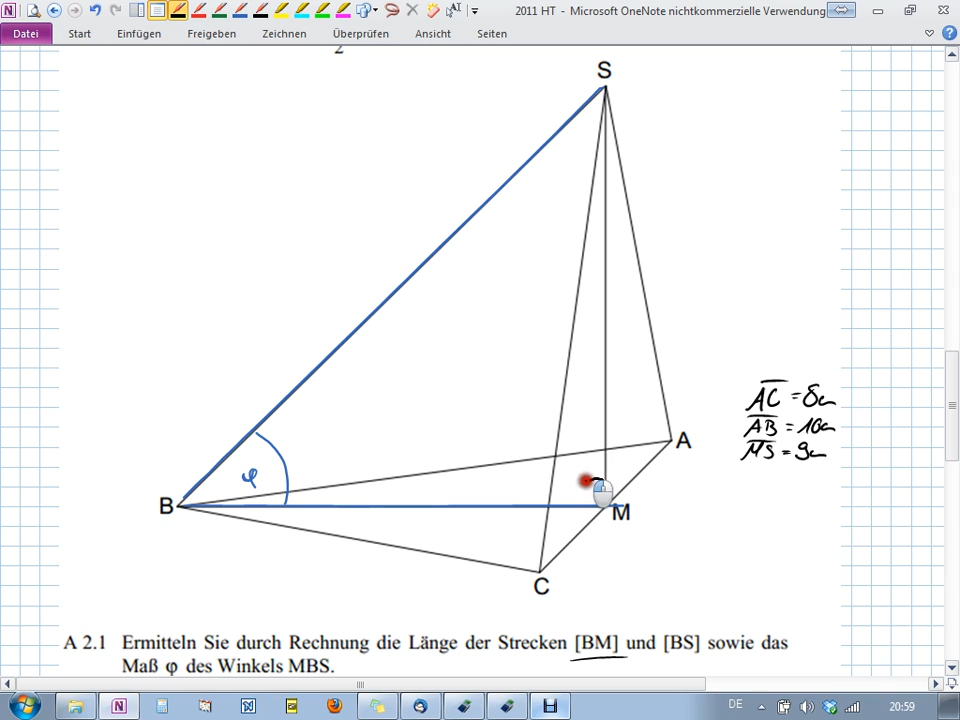 2011 HT - Microsoft OneNote nichtkommerzielle Verwendung
Datei Start Einfügen Freigeben Zeichnen Überprüfen Ansicht Seiten
2
S
AC = 8cm
AB = 10cm
A
MS = 9cm
φ
B
M
C
A 2.1 Ermitteln Sie durch Rechnung die Länge der Strecken [BM] und [BS] sowie das
Maß φ des Winkels MBS.
DE 20:59